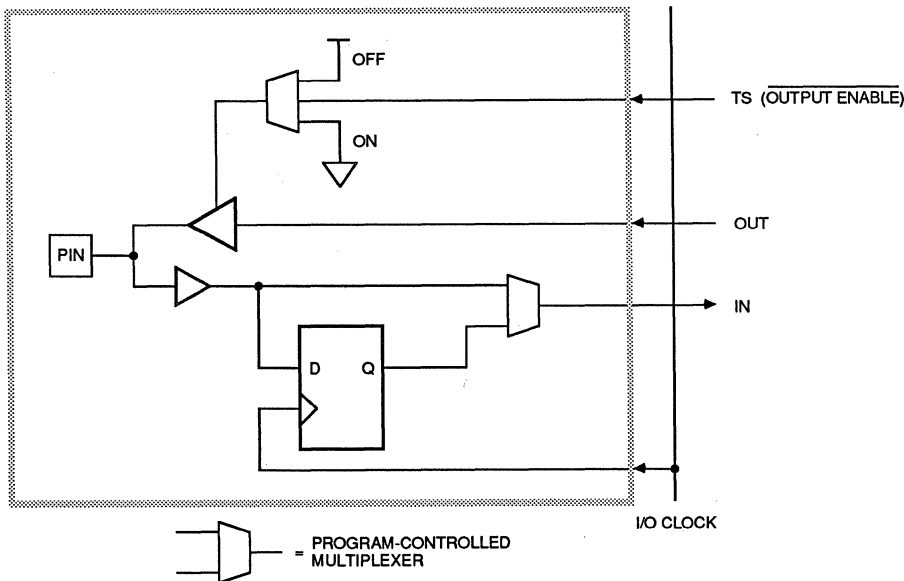 OFF
TS (OUTPUT ENABLE)
ON
OUT
PIN
IN
D Q
I/O CLOCK
= PROGRAM-CONTROLLED
MULTIPLEXER